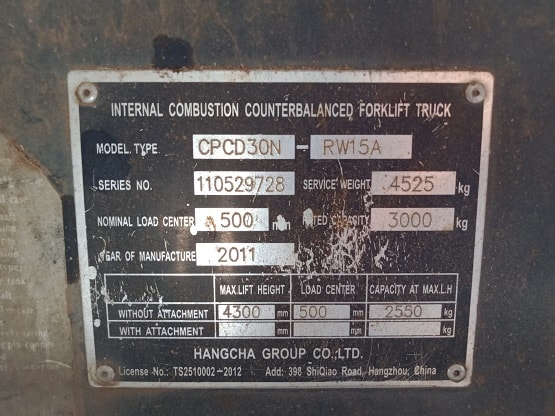 INTERNAL COMBUSTION COUNTERBALANCED FORKLIFT TRUCK
MODEL TYPE CPCD30N - RW15A
SERIES NO. 110529728 SERVICE WEIGHT 4525 kg
NOMINAL LOAD CENTER 500 mm CAPACITY 3000 kg
YEAR OF MANUFACTURE 2011
MAX.LIFT HEIGHT LOAD CENTER CAPACITY AT MAX.L.H
WITHOUT ATTACHMENT 4300 mm 500 mm 2550 kg
WITH ATTACHMENT mm mm kg
HANGCHA GROUP CO.,LTD.
License No.: TS2510002-2012 Add: 398 ShiQiao Road, Hangzhou, China